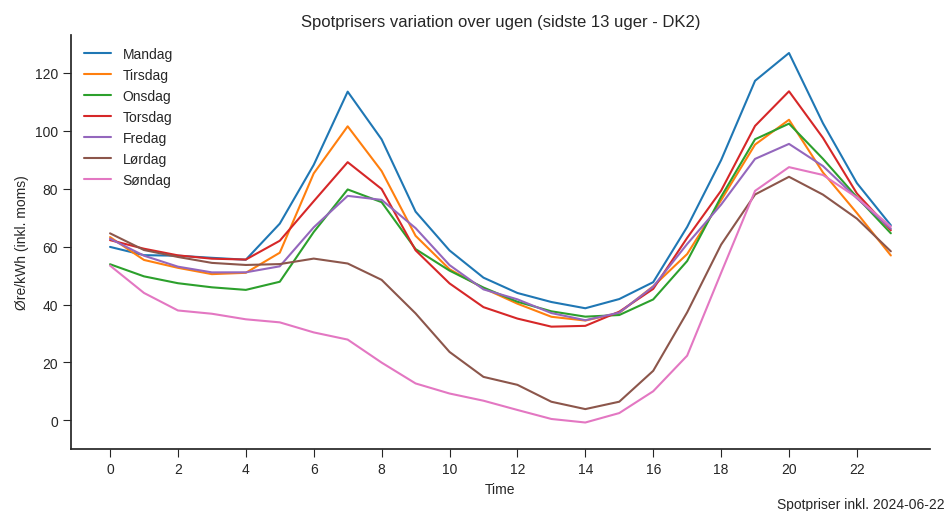 Spotprisers variation over ugen (sidste 13 uger - DK2)
Mandag
Tirsdag
Onsdag
Torsdag
Fredag
Lørdag
Søndag
Øre/kWh (inkl. moms)
120
100
80
60
40
20
0
0 2 4 6 8 10 12 14 16 18 20 22
Time
Spotpriser inkl. 2024-06-22